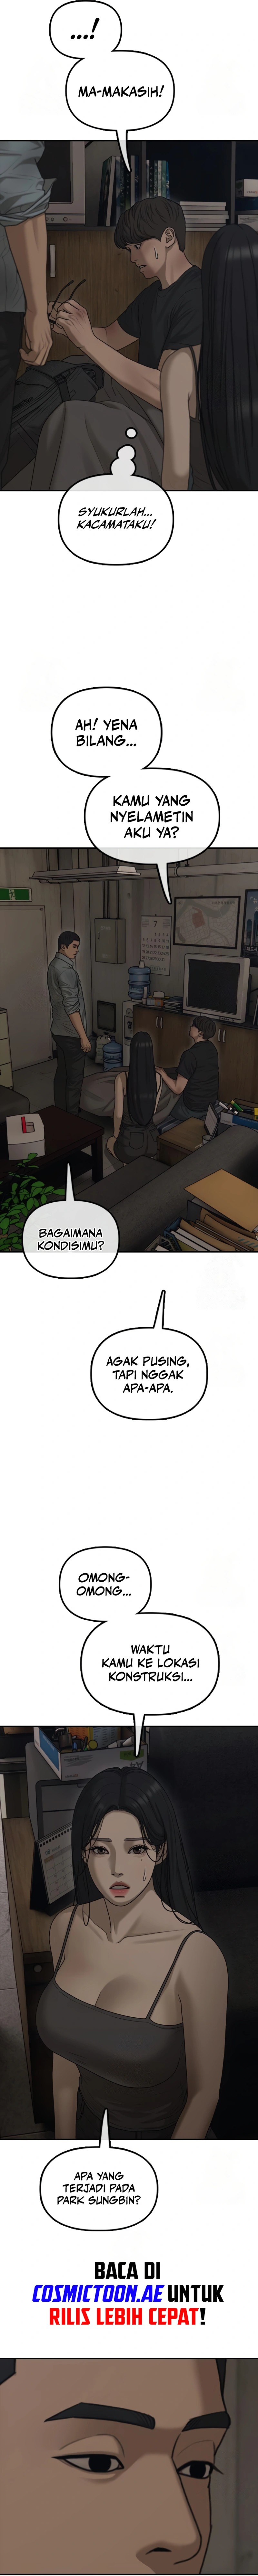 ...!
MA-MAKASIH!
SYUKURLAH...
KACAMATAKU!
AH! YENA
BILANG...
KAMU YANG
NYELAMETIN
AKU YA?
7
BAGAIMANA
KONDISIMU?
AGAK PUSING,
TAPI NGGAK
APA-APA.
OMONG-
OMONG...
WAKTU
KAMU KE LOKASI
KONSTRUKSI...
APA YANG
TERJADI PADA
PARK SUNGBIN?
BACA DI
COSMICTOON.AE UNTUK
RILIS LEBIH CEPAT!